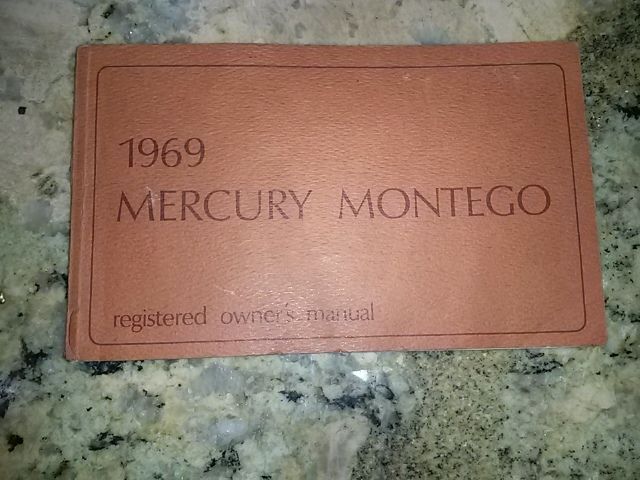 1969
MERCURY MONTEGO
registered owner's manual